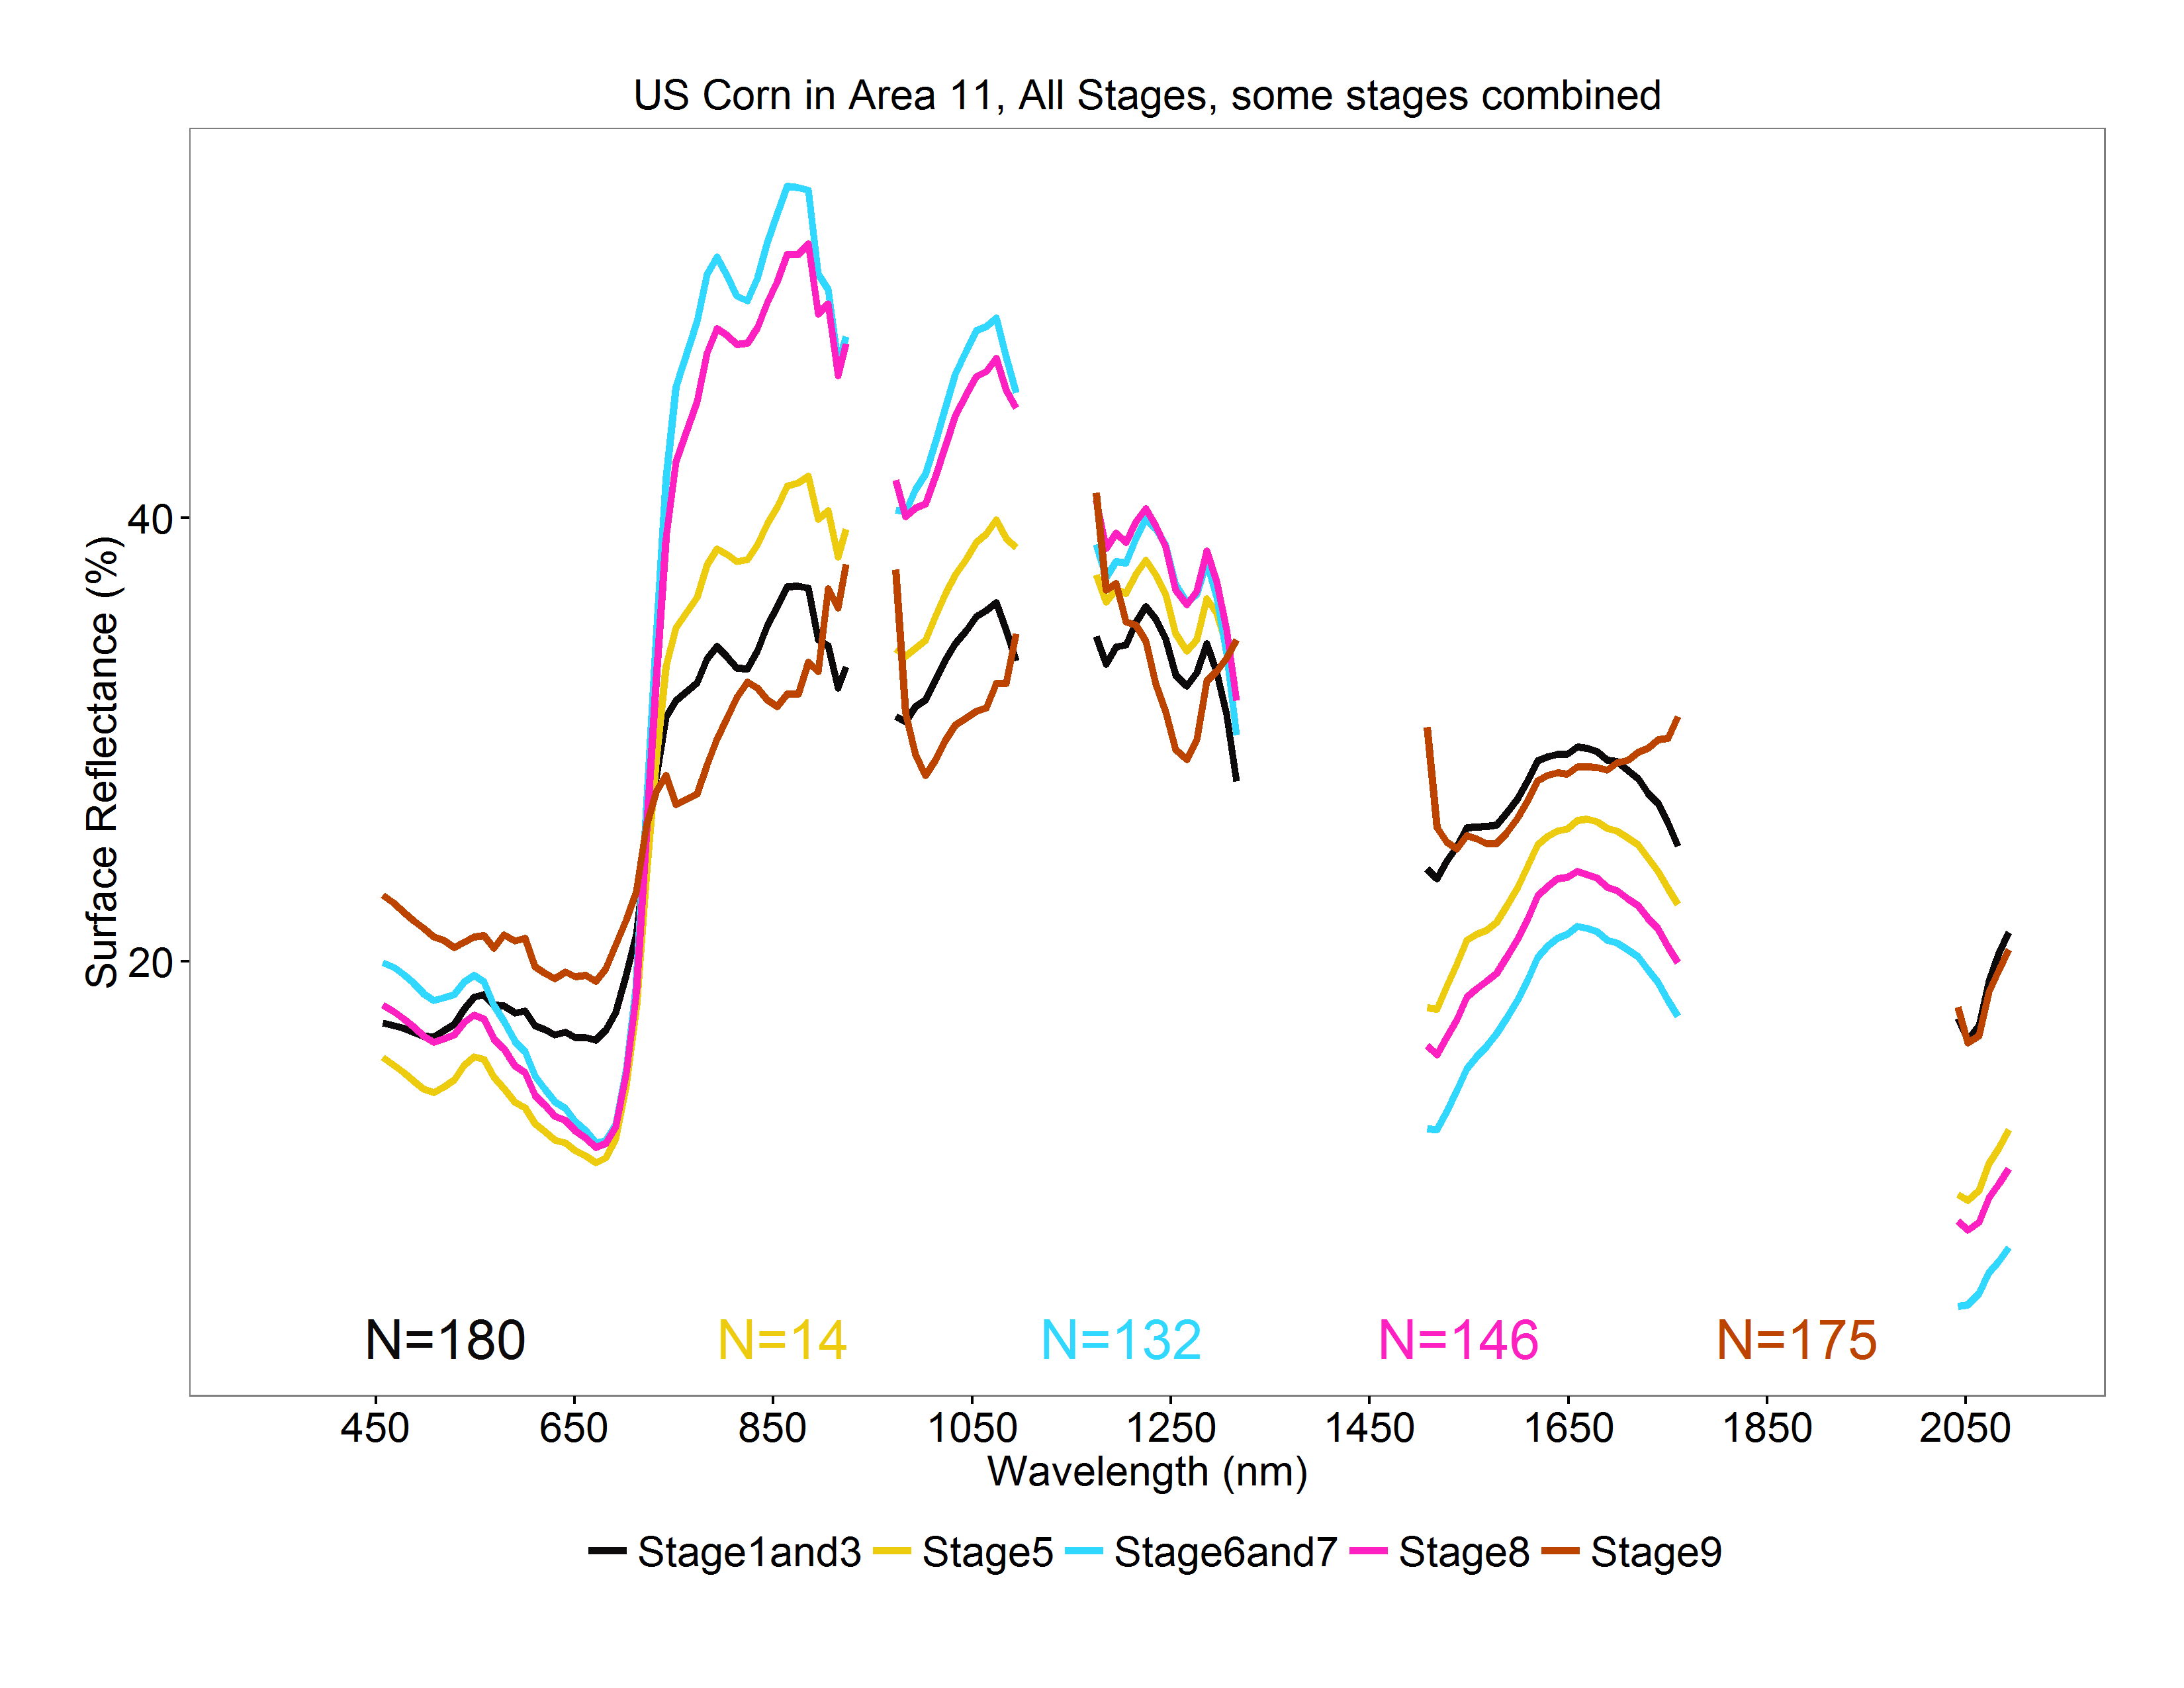 US Corn in Area 11, All Stages, some stages combined
Surface Reflectance (%)
40
20
N=180 N=14 N=132 N=146 N=175
450 650 850 1050 1250 1450 1650 1850 2050
Wavelength (nm)
Stage1and3 Stage5 Stage6and7 Stage8 Stage9